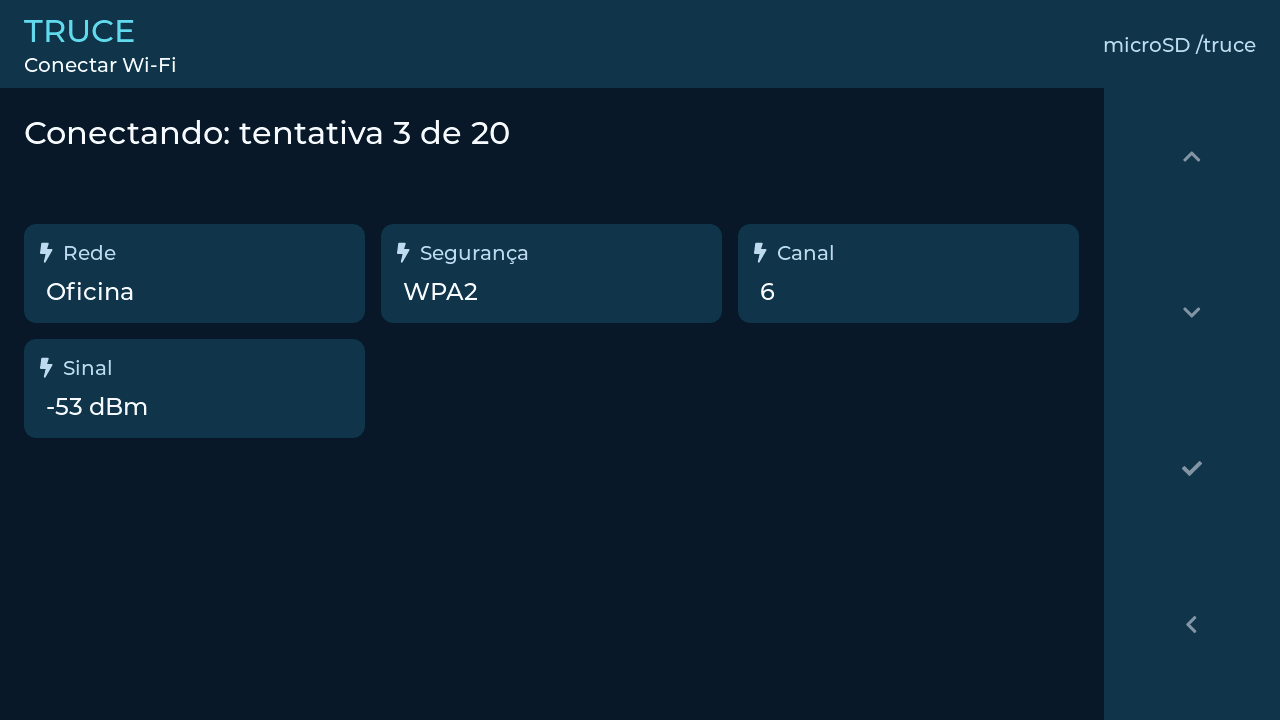 TRUCE
Conectar Wi-Fi
microSD /truce
Conectando: tentativa 3 de 20
Rede
Oficina
Segurança
WPA2
Canal
6
Sinal
-53 dBm